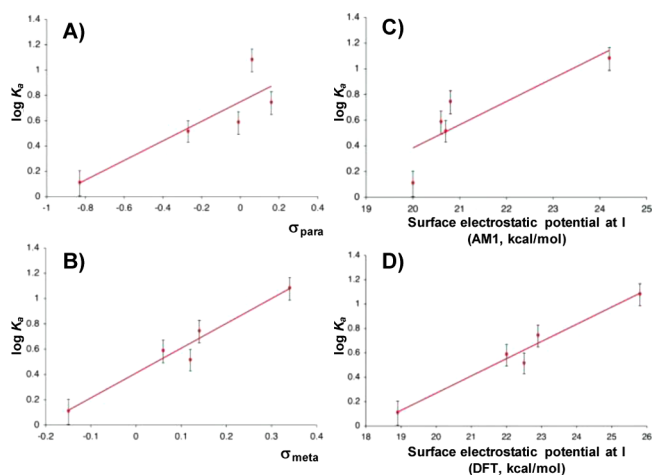 A)
log Ka
1.4
1.2
1
0.8
0.6
0.4
0.2
0
-1 -0.8 -0.6 -0.4 -0.2 0 0.2 0.4
σpara
C)
log Ka
1.4
1.2
1
0.8
0.6
0.4
0.2
0
19 20 21 22 23 24 25
Surface electrostatic potential at I
(AM1, kcal/mol)
B)
log Ka
1.4
1.2
1
0.8
0.6
0.4
0.2
0
-0.2 -0.1 0 0.1 0.2 0.3 0.4
σmeta
D)
log Ka
1.4
1.2
1
0.8
0.6
0.4
0.2
0
18 19 20 21 22 23 24 25 26
Surface electrostatic potential at I
(DFT, kcal/mol)